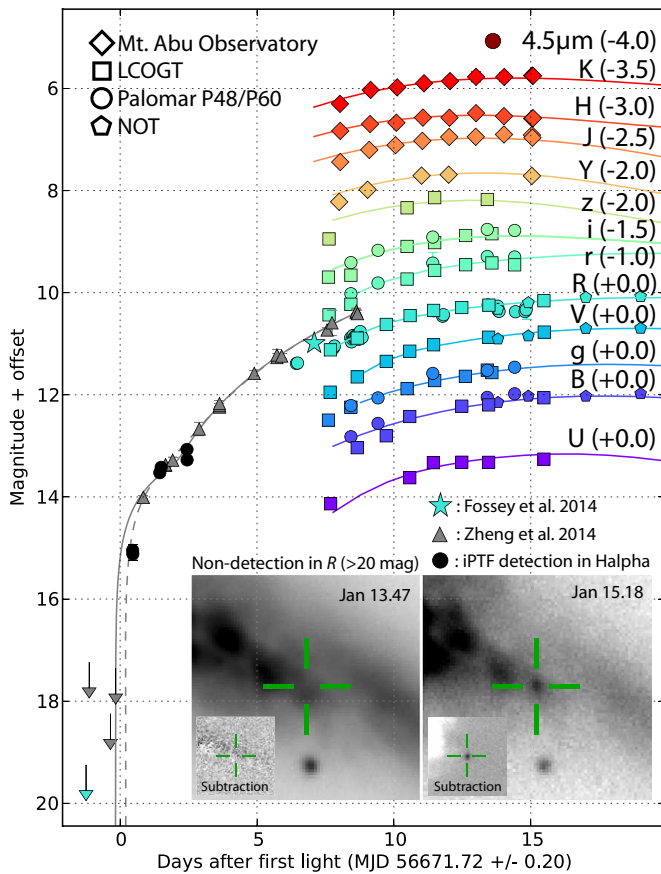 Mt. Abu Observatory
LCOGT
Palomar P48/P60
NOT
4.5μm (-4.0)
K (-3.5)
H (-3.0)
J (-2.5)
Y (-2.0)
z (-2.0)
i (-1.5)
r (-1.0)
R (+0.0)
V (+0.0)
g (+0.0)
B (+0.0)
U (+0.0)
: Fossey et al. 2014
: Zheng et al. 2014
: iPTF detection in Halpha
Non-detection in R (>20 mag)
Jan 13.47
Jan 15.18
Subtraction
Subtraction
Magnitude + offset
6
8
10
12
14
16
18
20
0
5
10
15
Days after first light (MJD 56671.72 +/- 0.20)